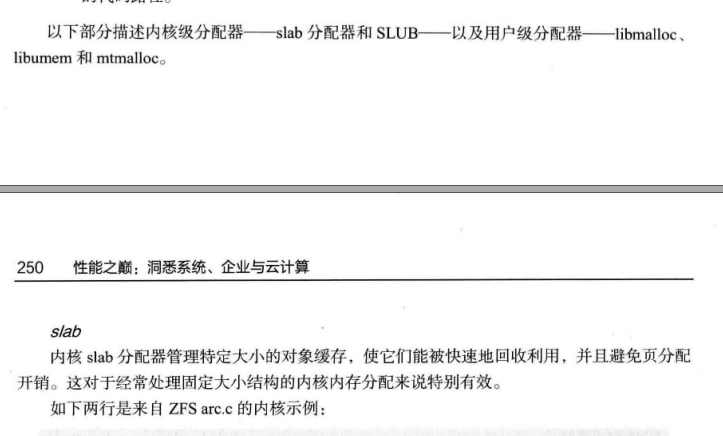 的代码路径。
以下部分描述内核级分配器——slab 分配器和 SLUB——以及用户级分配器——libmalloc、
libumem 和 mtmalloc。
250 性能之巅：洞悉系统、企业与云计算
slab
内核 slab 分配器管理特定大小的对象缓存，使它们能被快速地回收利用，并且避免页分配
开销。这对于经常处理固定大小结构的内核内存分配来说特别有效。
如下两行是来自 ZFS arc.c 的内核示例：